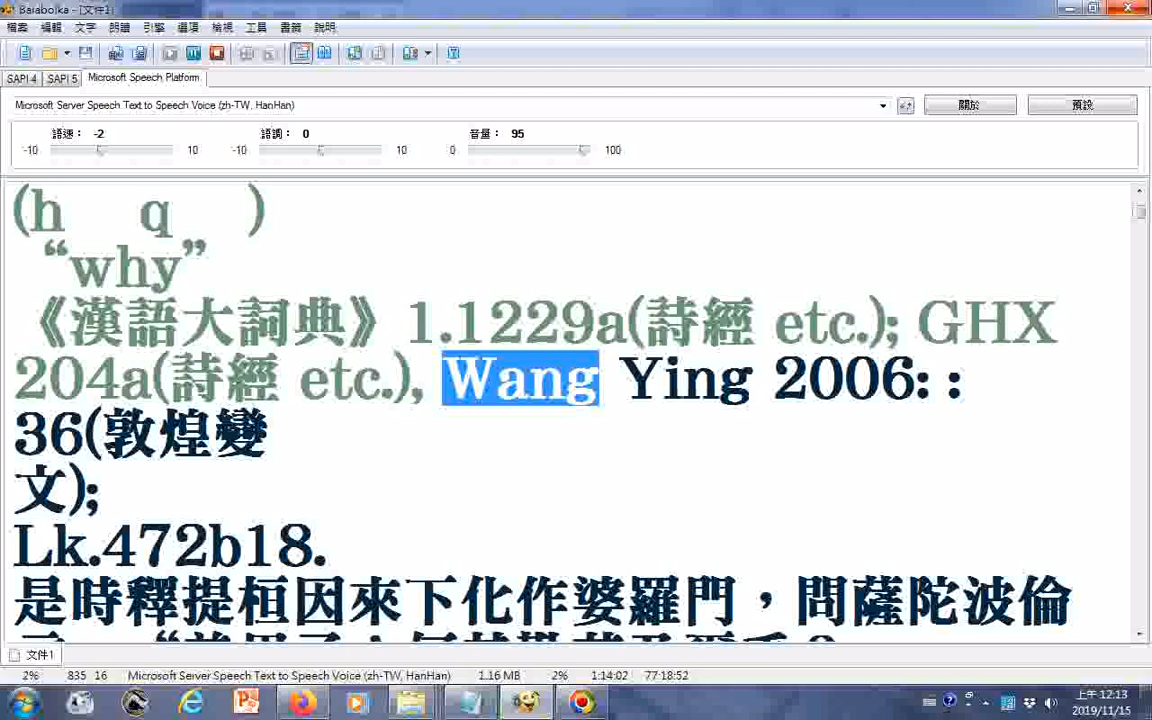 Balabolka - [文件1]
檔案 編輯 文字 朗讀 引擎 選項 檢視 工具 書籤 說明
SAPI 4 SAPI 5 Microsoft Speech Platform
Microsoft Server Speech Text to Speech Voice (zh-TW, HanHan) 關於 預設
語速： -2 語調： 0 音量： 95
-10 10 -10 10 0 100
(h q )
“why”
《漢語大詞典》1.1229a(詩經 etc.); GHX
204a(詩經 etc.), Wang Ying 2006: :
36(敦煌變
文);
Lk.472b18.
是時釋提桓因來下化作婆羅門，問薩陀波倫
2% 835 16 Microsoft Server Speech Text to Speech Voice (zh-TW, HanHan) 1.16 MB 2% 1:14:02 77:18:52
文件1
上午 12:13
2019/11/15